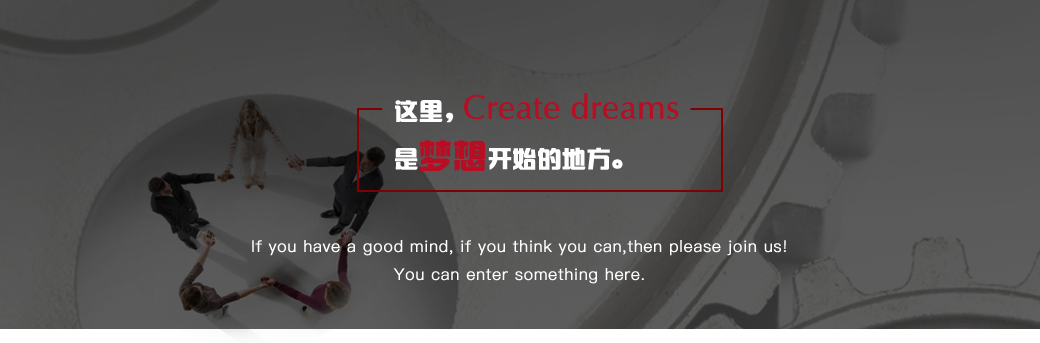 这里，Create dreams
是梦想开始的地方。
If you have a good mind, if you think you can,then please join us!
You can enter something here.